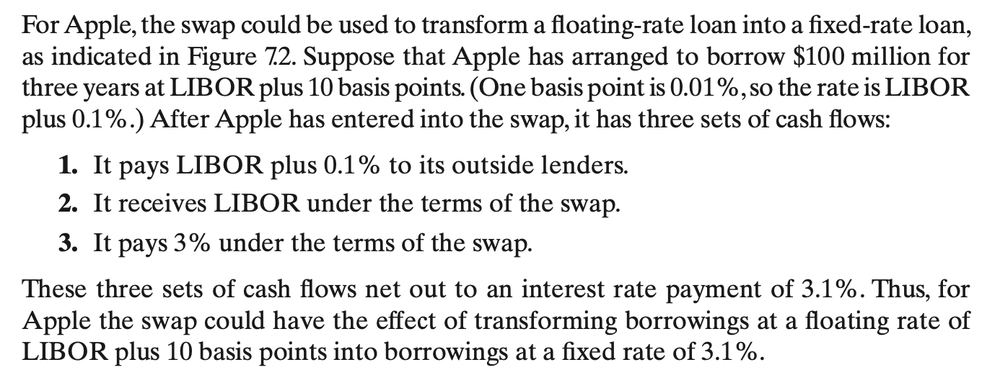 For Apple, the swap could be used to transform a floating-rate loan into a fixed-rate loan,
as indicated in Figure 7.2. Suppose that Apple has arranged to borrow $100 million for
three years at LIBOR plus 10 basis points. (One basis point is 0.01%, so the rate is LIBOR
plus 0.1%.) After Apple has entered into the swap, it has three sets of cash flows:
1. It pays LIBOR plus 0.1% to its outside lenders.
2. It receives LIBOR under the terms of the swap.
3. It pays 3% under the terms of the swap.
These three sets of cash flows net out to an interest rate payment of 3.1%. Thus, for
Apple the swap could have the effect of transforming borrowings at a floating rate of
LIBOR plus 10 basis points into borrowings at a fixed rate of 3.1%.